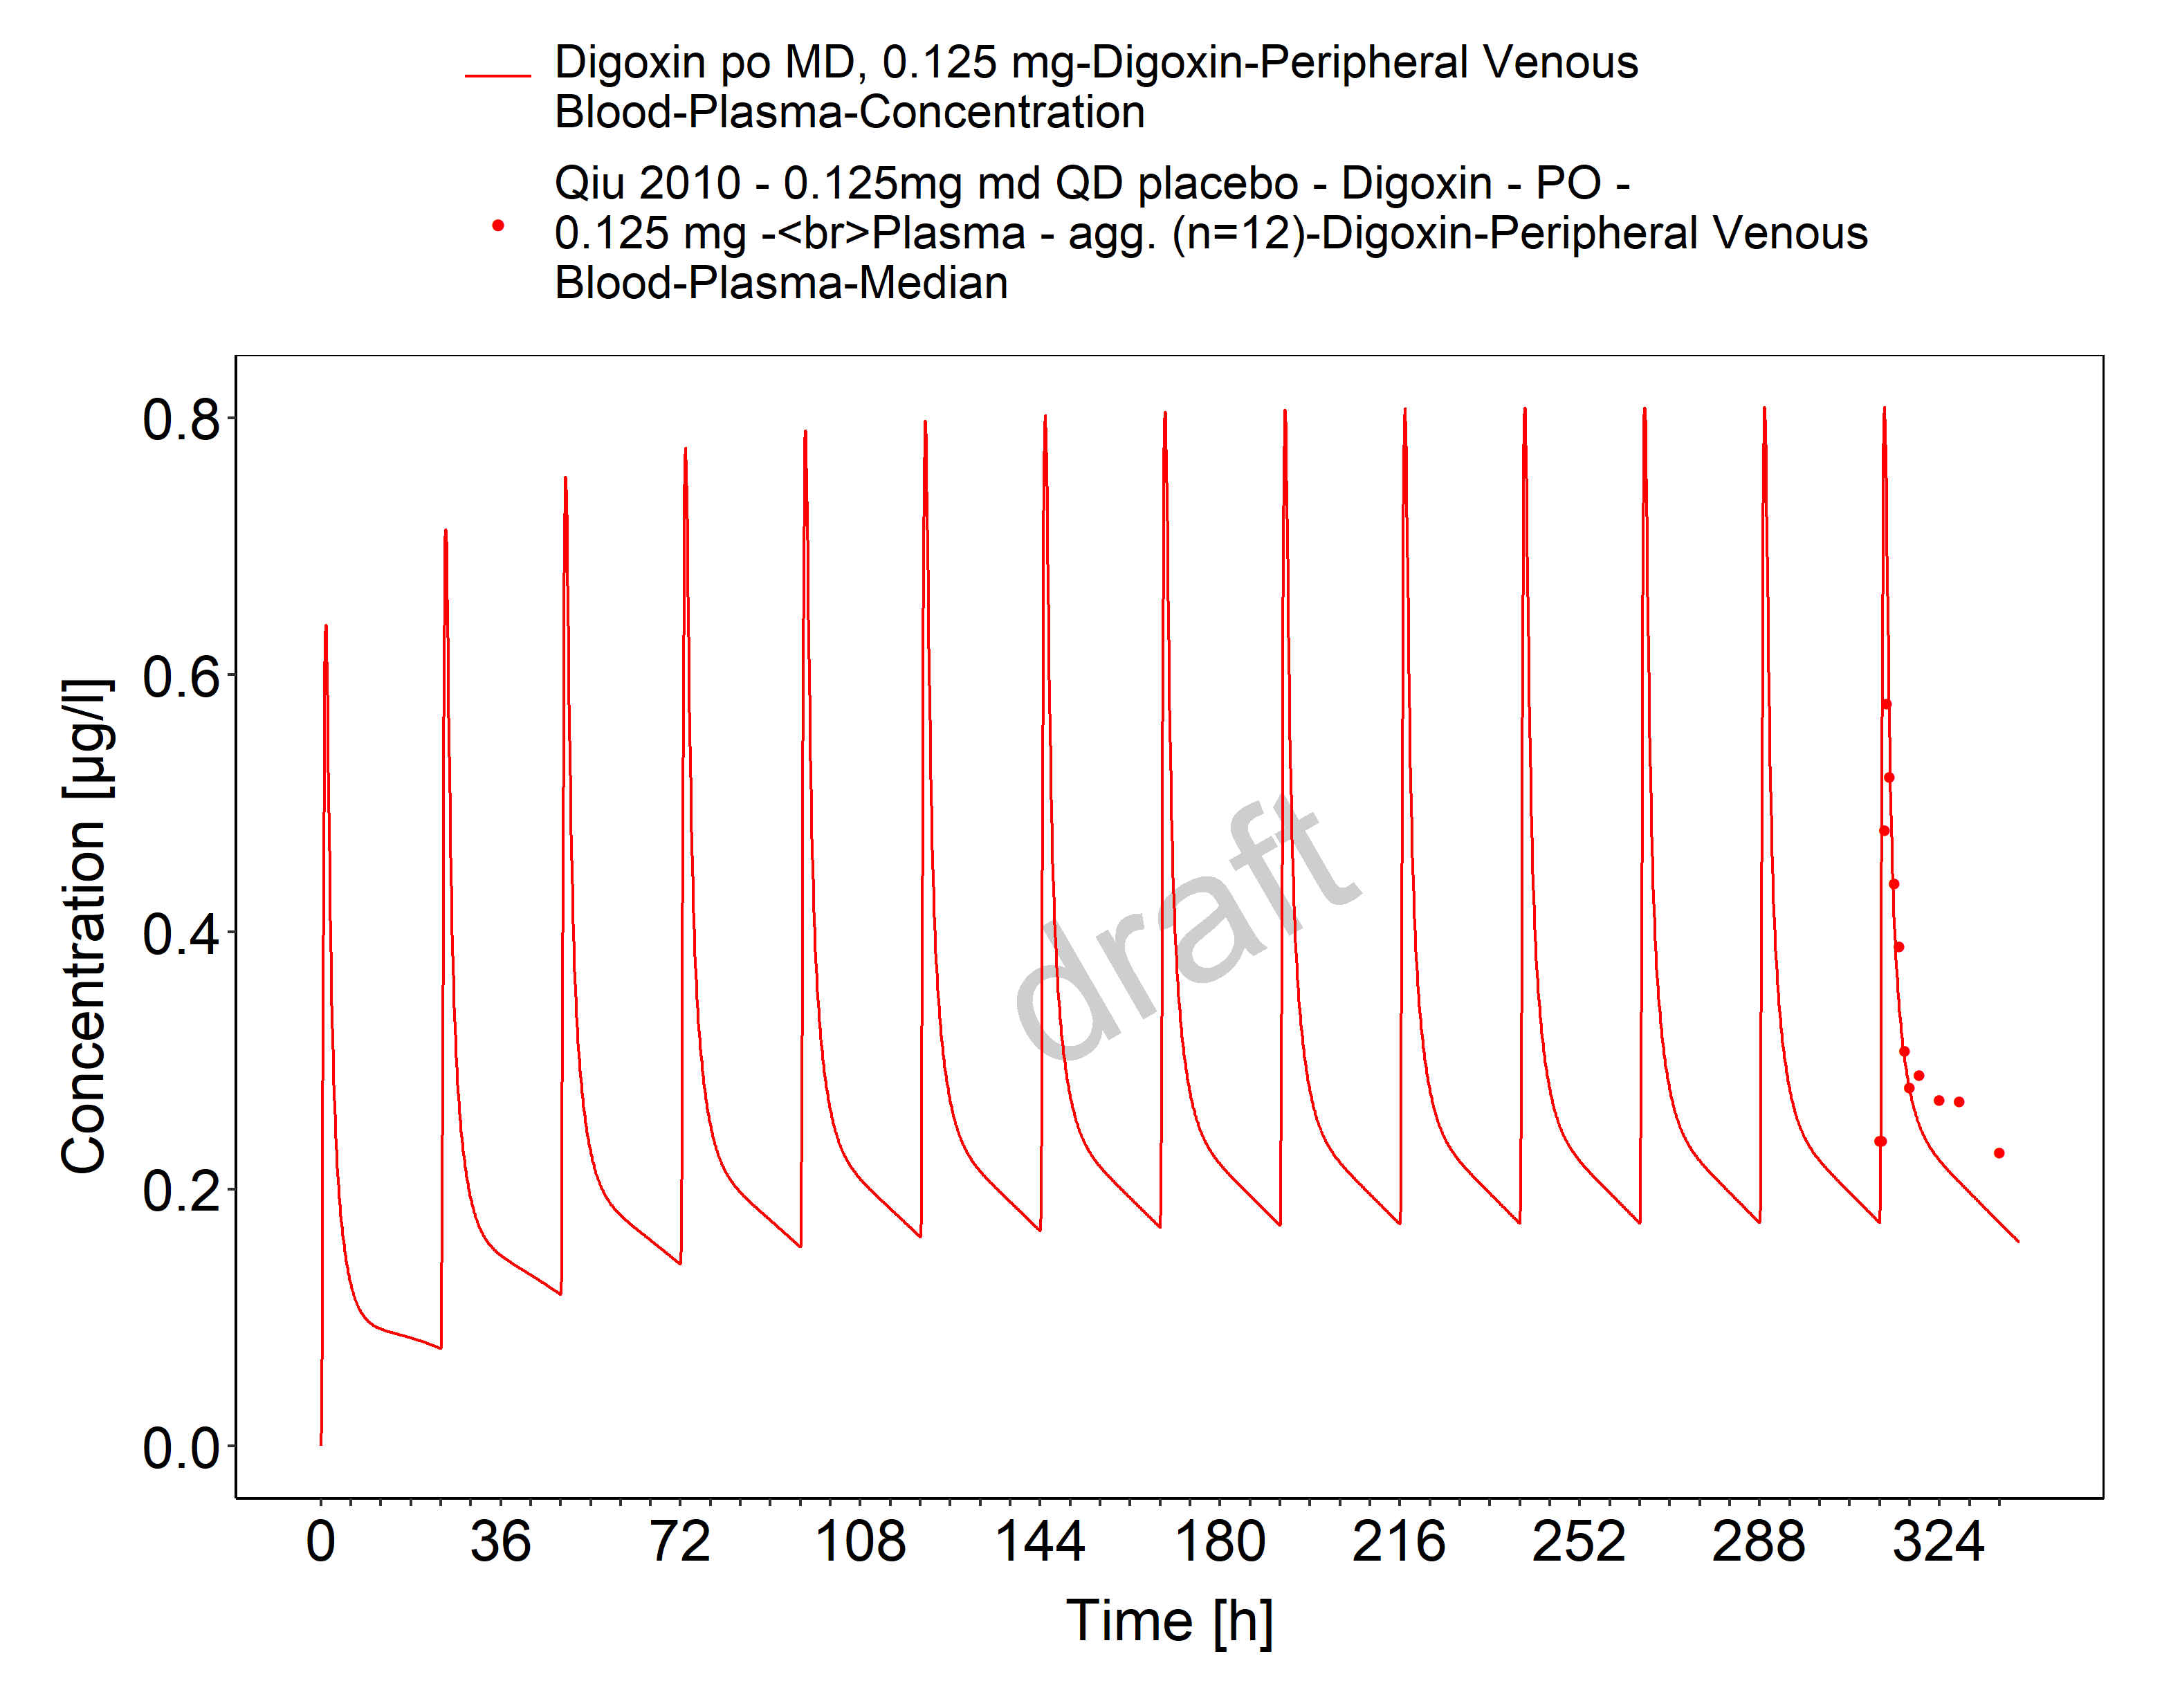 Digoxin po MD, 0.125 mg-Digoxin-Peripheral Venous
Blood-Plasma-Concentration
Qiu 2010 - 0.125mg md QD placebo - Digoxin - PO -
0.125 mg -<br>Plasma - agg. (n=12)-Digoxin-Peripheral Venous
Blood-Plasma-Median
0.8
0.6
0.4
0.2
0.0
Concentration [µg/l]
draft
0 36 72 108 144 180 216 252 288 324
Time [h]